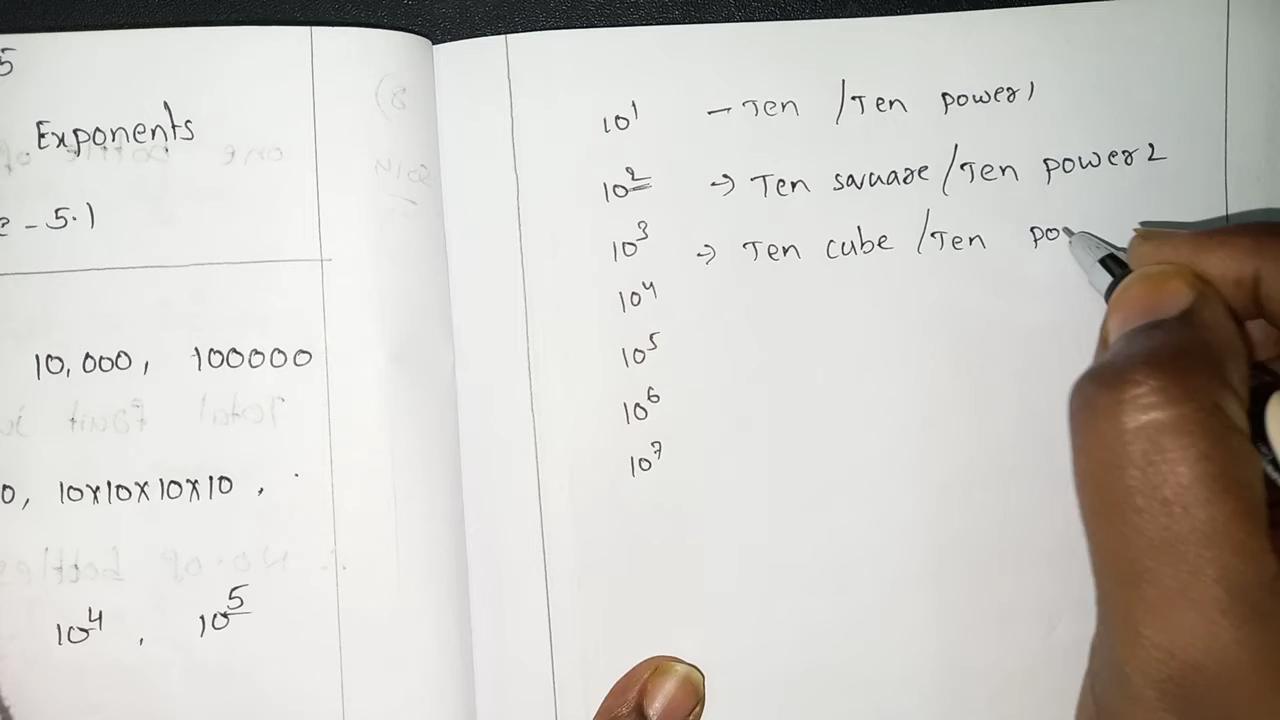 5
Exponents
- 5.1)
10,000, 100000
0, 10x10x10x10 ,
10⁴ , 10⁵
10¹ - Ten / Ten power 1
10² → Ten square / Ten power 2
10³ → Ten cube / Ten po
10⁴
10⁵
10⁶
10⁷